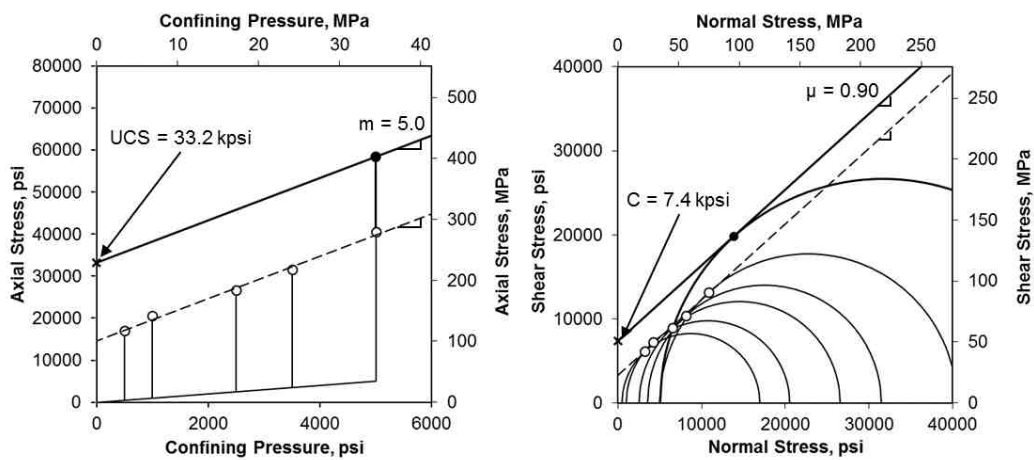 Confining Pressure, MPa
0 10 20 30 40
80000
70000
60000
50000
40000
30000
20000
10000
0
Axial Stress, psi
UCS = 33.2 kpsi
m = 5.0
500
400
300
200
100
0
Axial Stress, MPa
0 2000 4000 6000
Confining Pressure, psi
Normal Stress, MPa
0 50 100 150 200 250
40000
30000
20000
10000
0
Shear Stress, psi
μ = 0.90
C = 7.4 kpsi
250
200
150
100
50
0
Shear Stress, MPa
0 10000 20000 30000 40000
Normal Stress, psi